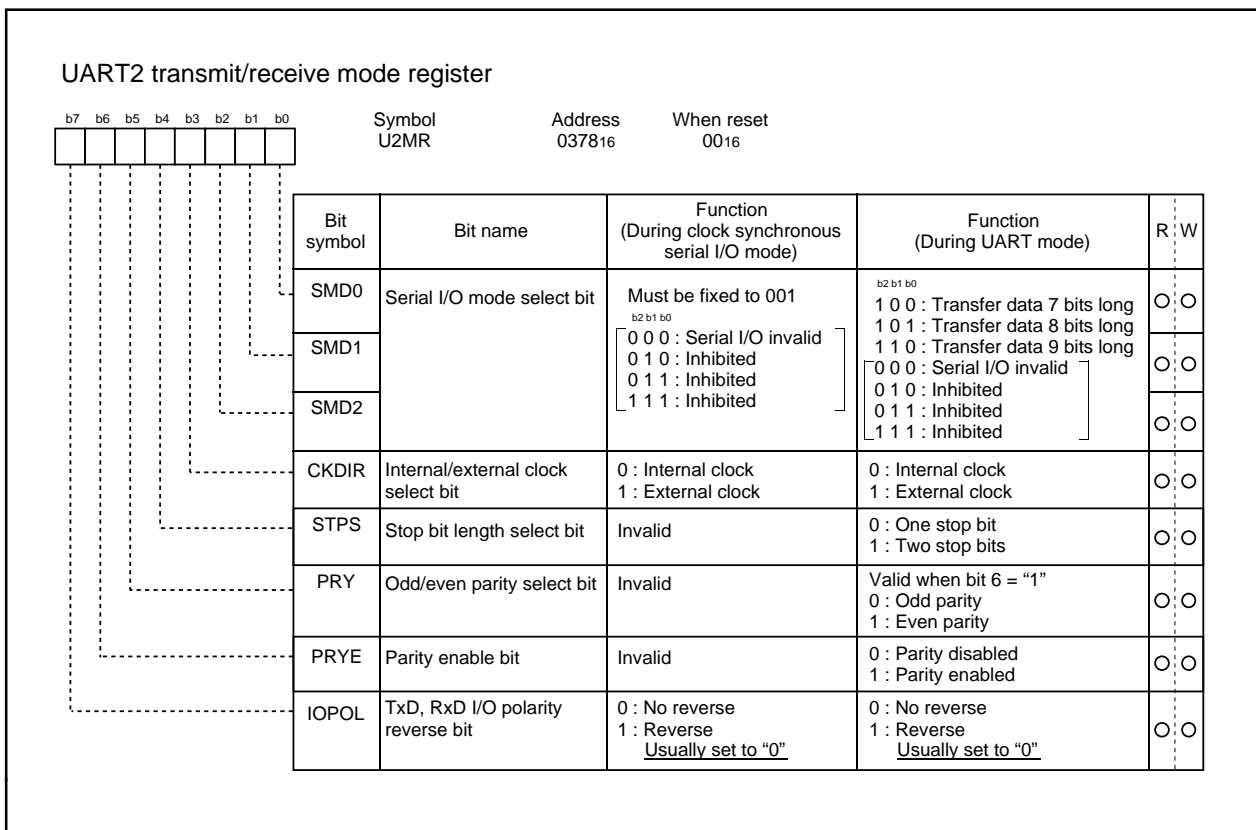 UART2 transmit/receive mode register
b7 b6 b5 b4 b3 b2 b1 b0
Symbol Address When reset
U2MR 037816 0016
Bit symbol Bit name Function (During clock synchronous serial I/O mode) Function (During UART mode) R W
SMD0 Serial I/O mode select bit
SMD1
SMD2
Must be fixed to 001
b2 b1 b0
0 0 0 : Serial I/O invalid
0 1 0 : Inhibited
0 1 1 : Inhibited
1 1 1 : Inhibited
b2 b1 b0
1 0 0 : Transfer data 7 bits long
1 0 1 : Transfer data 8 bits long
1 1 0 : Transfer data 9 bits long
0 0 0 : Serial I/O invalid
0 1 0 : Inhibited
0 1 1 : Inhibited
1 1 1 : Inhibited
CKDIR Internal/external clock select bit
0 : Internal clock
1 : External clock
0 : Internal clock
1 : External clock
STPS Stop bit length select bit Invalid
0 : One stop bit
1 : Two stop bits
PRY Odd/even parity select bit Invalid
Valid when bit 6 = “1”
0 : Odd parity
1 : Even parity
PRYE Parity enable bit Invalid
0 : Parity disabled
1 : Parity enabled
IOPOL TxD, RxD I/O polarity reverse bit
0 : No reverse
1 : Reverse
Usually set to “0”
0 : No reverse
1 : Reverse
Usually set to “0”